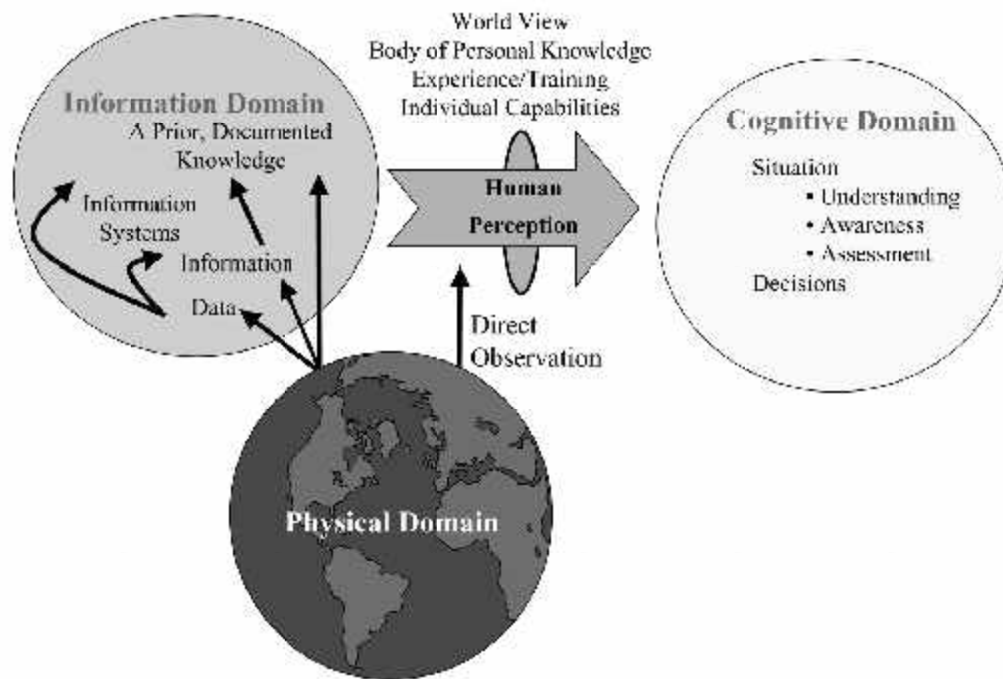 World View
Body of Personal Knowledge
Experience/Training
Individual Capabilities
Information Domain
A Prior, Documented
Knowledge
Information
Systems
Information
Data
Human
Perception
Direct
Observation
Cognitive Domain
Situation
▪ Understanding
• Awareness
▪ Assessment
Decisions
Physical Domain